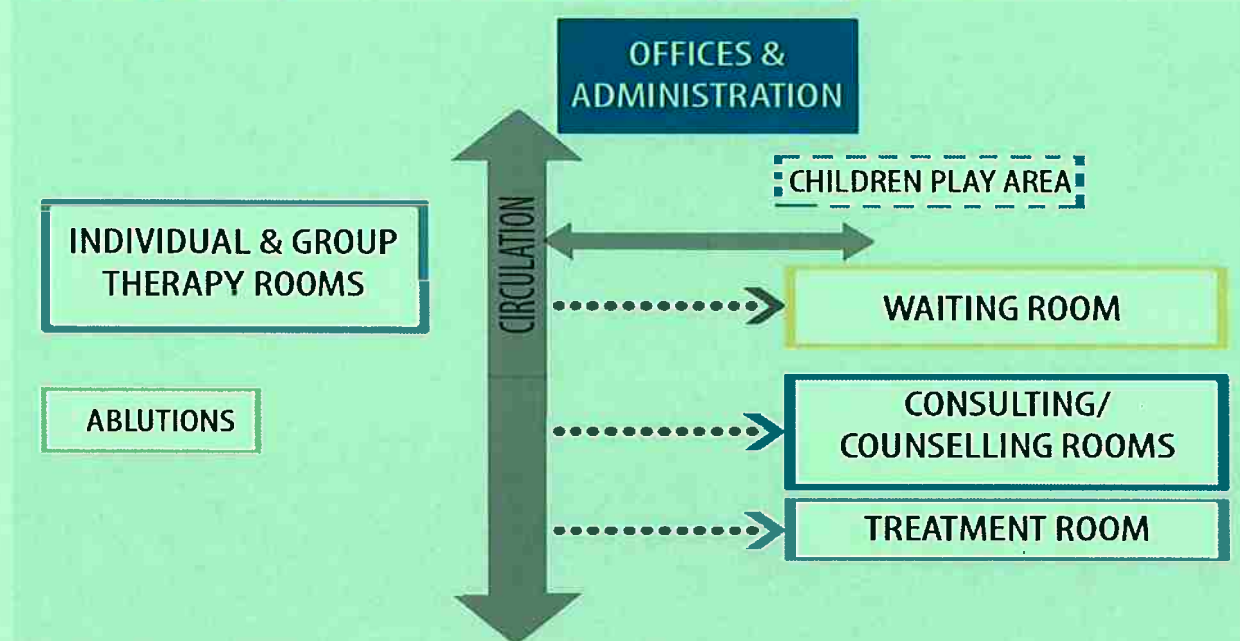 OFFICES &
ADMINISTRATION
CHILDREN PLAY AREA
INDIVIDUAL & GROUP
THERAPY ROOMS
CIRCULATION
WAITING ROOM
ABLUTIONS
CONSULTING/
COUNSELLING ROOMS
TREATMENT ROOM